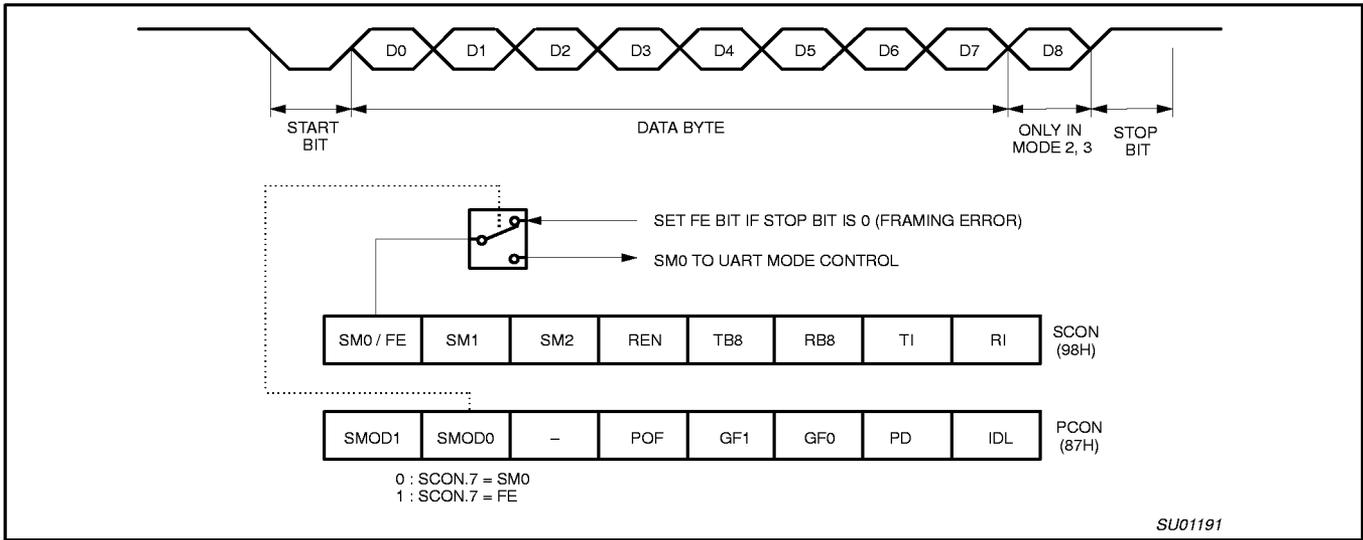 D0 D1 D2 D3 D4 D5 D6 D7 D8
START BIT
DATA BYTE
ONLY IN MODE 2, 3
STOP BIT
SET FE BIT IF STOP BIT IS 0 (FRAMING ERROR)
SM0 TO UART MODE CONTROL
SM0 / FE SM1 SM2 REN TB8 RB8 TI RI
SCON (98H)
SMOD1 SMOD0 – POF GF1 GF0 PD IDL
PCON (87H)
0 : SCON.7 = SM0
1 : SCON.7 = FE
SU01191